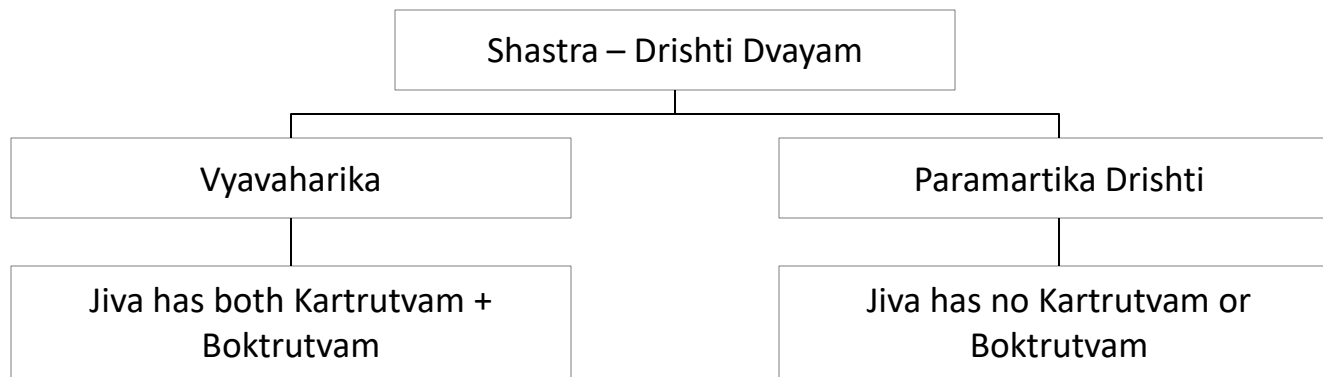 Shastra – Drishti Dvayam
Vyavaharika
Paramartika Drishti
Jiva has both Kartrutvam +
Boktrutvam
Jiva has no Kartrutvam or
Boktrutvam